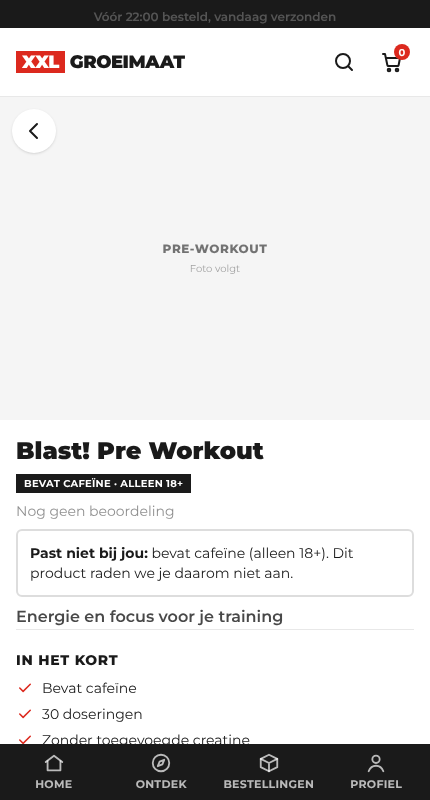 Vóór 22:00 besteld, vandaag verzonden
XXL GROEIMAAT
0
PRE-WORKOUT
Foto volgt
Blast! Pre Workout
BEVAT CAFEÏNE · ALLEEN 18+
Nog geen beoordeling
Past niet bij jou: bevat cafeïne (alleen 18+). Dit
product raden we je daarom niet aan.
Energie en focus voor je training
IN HET KORT
Bevat cafeïne
30 doseringen
Zonder toegevoegde creatine
HOME
ONTDEK
BESTELLINGEN
PROFIEL